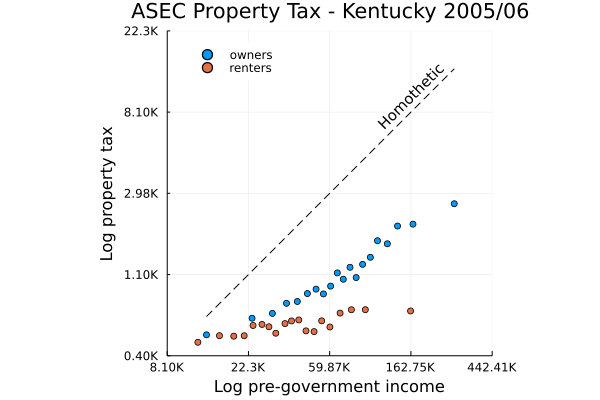 ASEC Property Tax - Kentucky 2005/06
22.3K
owners
renters
Homothetic
8.10K
Log property tax
2.98K
1.10K
0.40K
8.10K 22.3K 59.87K 162.75K 442.41K
Log pre-government income